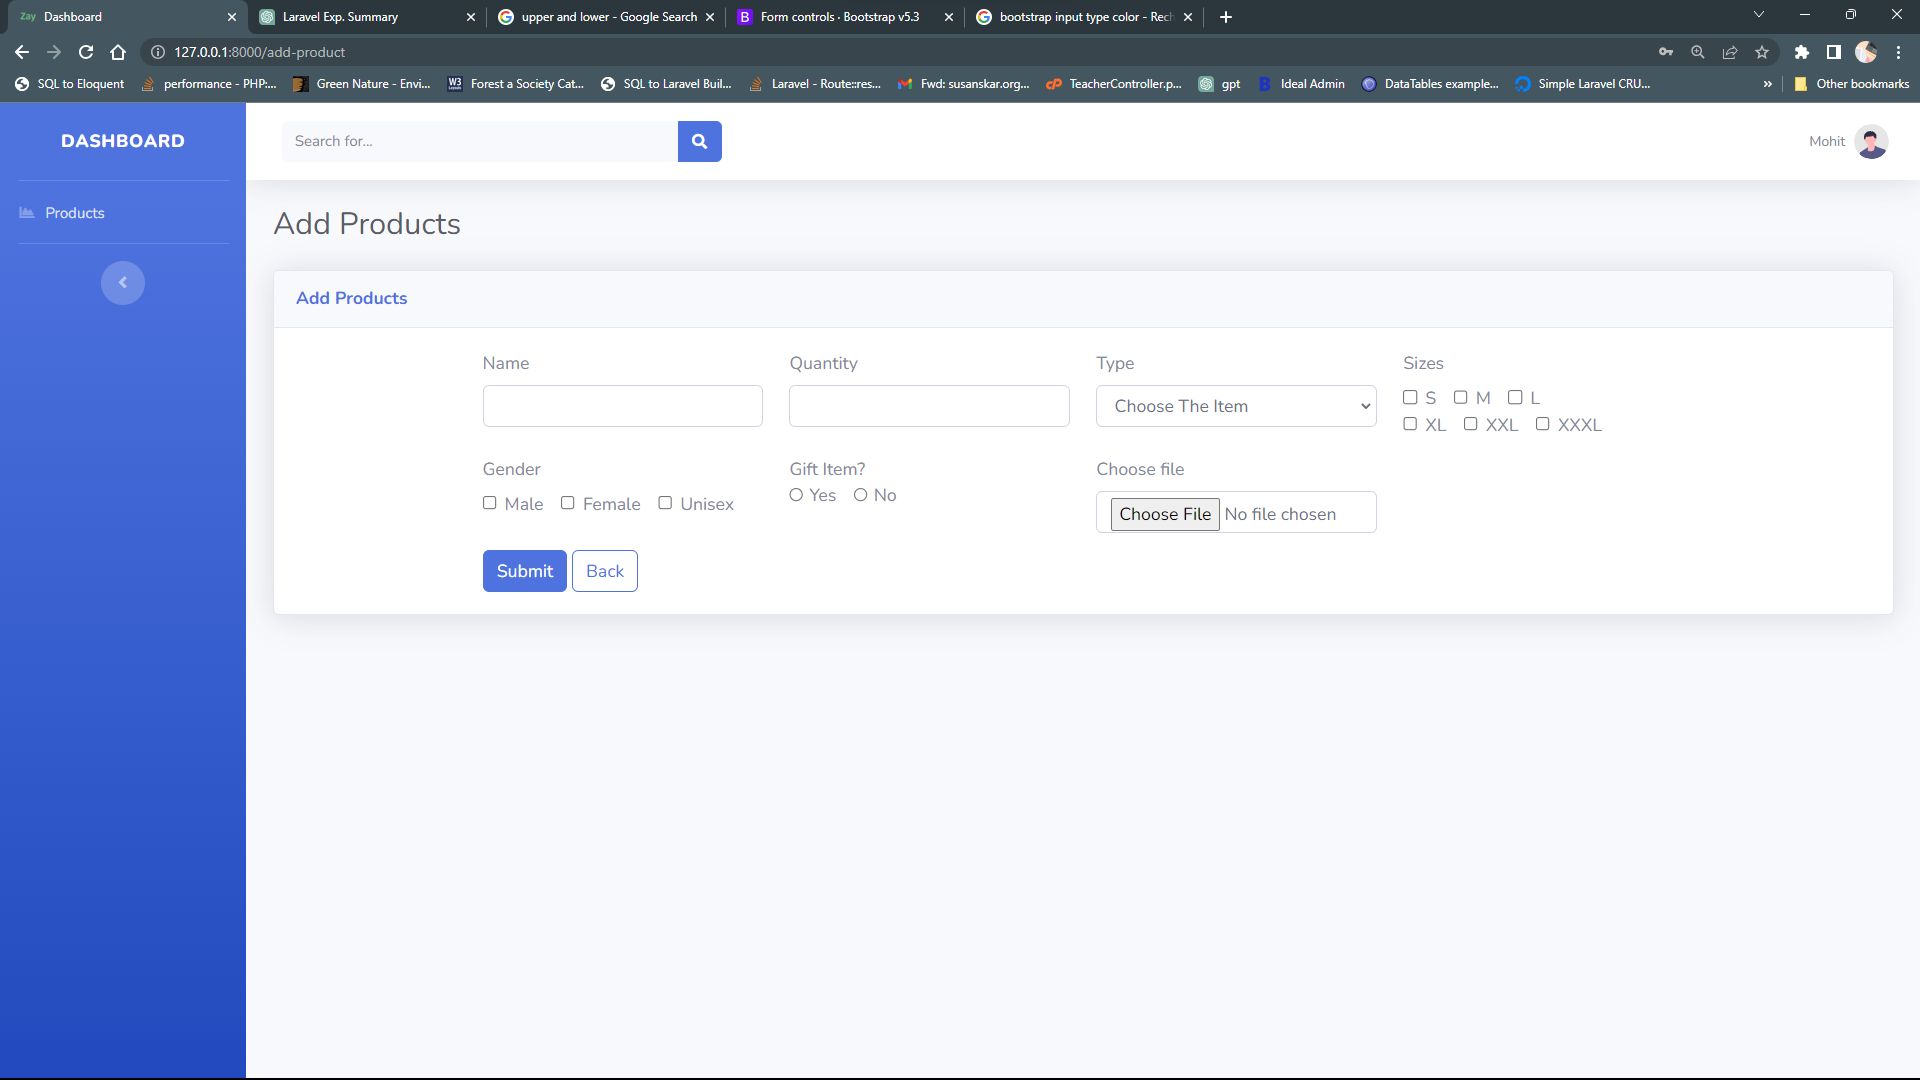 Zay Dashboard
Laravel Exp. Summary
upper and lower - Google Search
B Form controls · Bootstrap v5.3
bootstrap input type color - Rech
127.0.0.1:8000/add-product
SQL to Eloquent
performance - PHP:...
Green Nature - Envi...
W3 Forest a Society Cat...
SQL to Laravel Buil...
Laravel - Route::res...
Fwd: susanskar.org...
cP TeacherController.p...
gpt
B Ideal Admin
DataTables example...
Simple Laravel CRU...
»
Other bookmarks
DASHBOARD
Products
Search for...
Mohit
Add Products
Add Products
Name
Quantity
Type
Choose The Item
Sizes
S M L
XL XXL XXXL
Gender
Male Female Unisex
Gift Item?
Yes No
Choose file
Choose File No file chosen
Submit Back